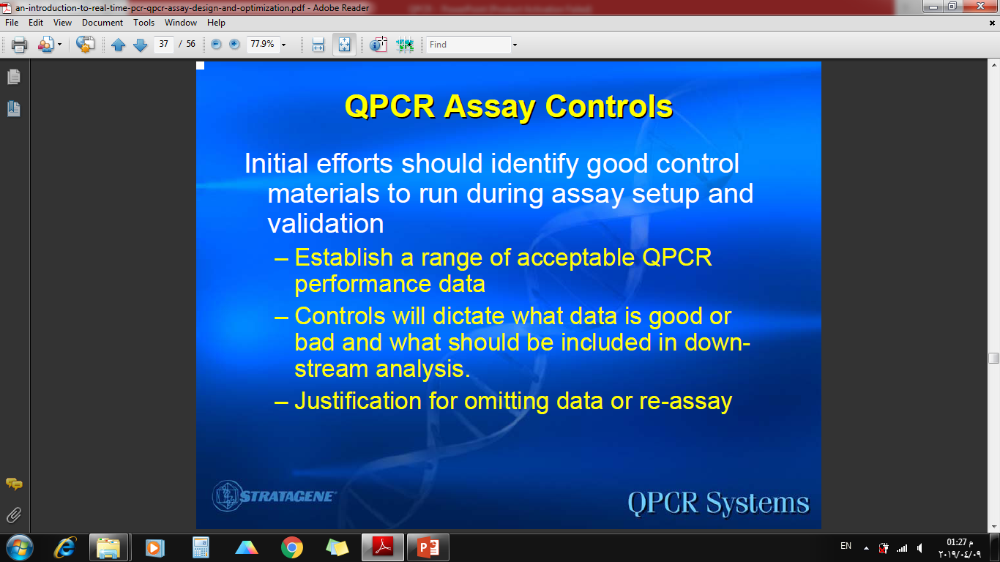 an-introduction-to-real-time-pcr-qpcr-assay-design-and-optimization.pdf - Adobe Reader
File Edit View Document Tools Window Help
37 / 56 77.9% Find
QPCR Assay Controls
Initial efforts should identify good control
materials to run during assay setup and
validation
– Establish a range of acceptable QPCR
performance data
– Controls will dictate what data is good or
bad and what should be included in down-
stream analysis.
– Justification for omitting data or re-assay
STRATAGENE
QPCR Systems
EN
01:27 م
٢٠١٩/٠٤/٠٩